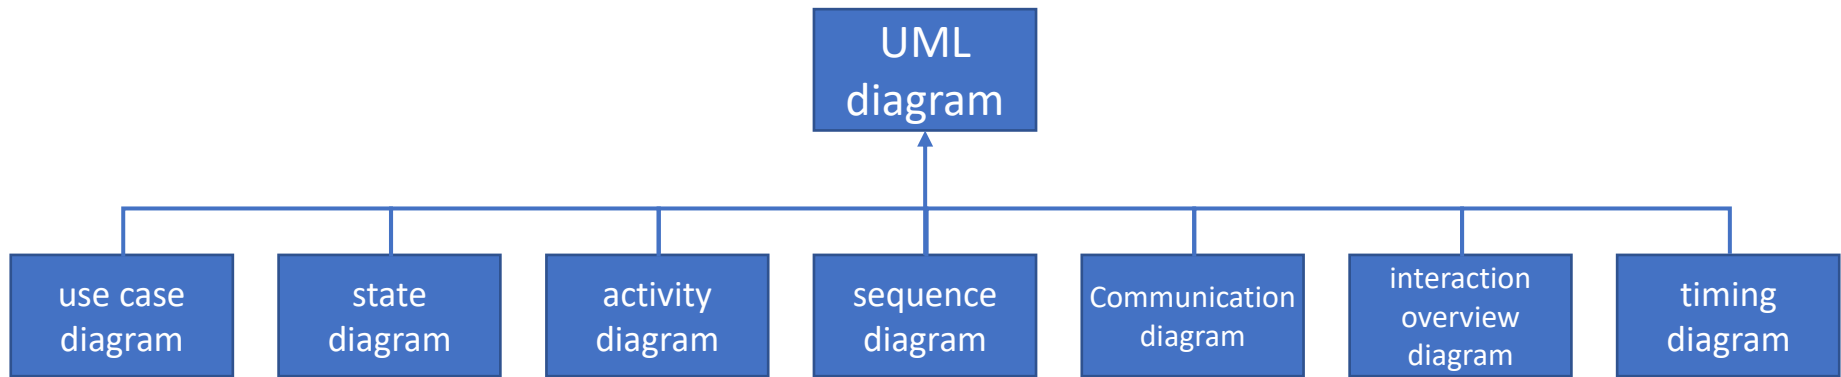 UML
diagram
use case
diagram
state
diagram
activity
diagram
sequence
diagram
Communication
diagram
interaction
overview
diagram
timing
diagram